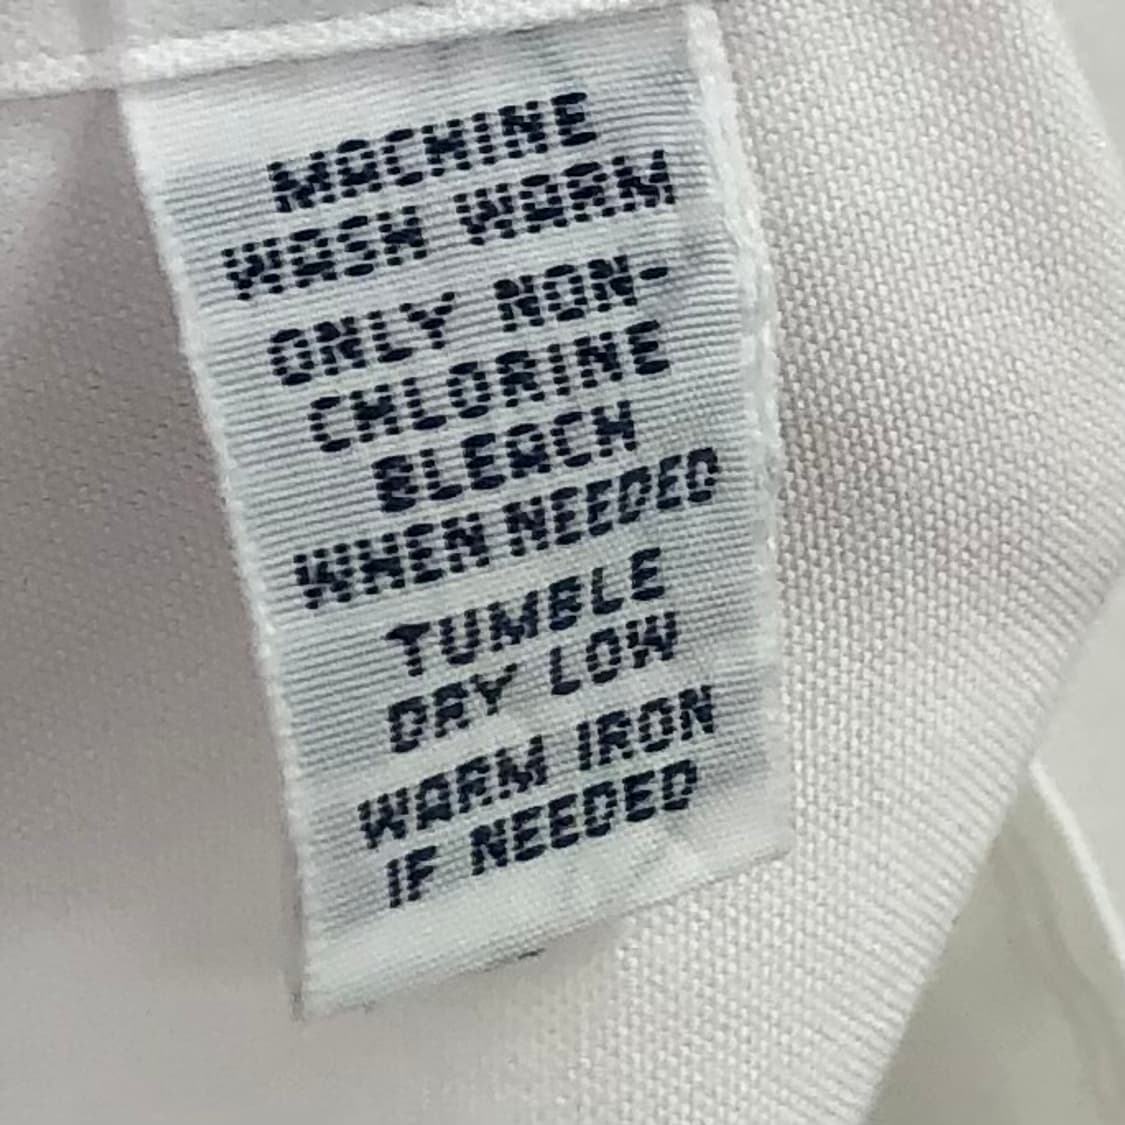 MACHINE
WASH WARM
ONLY NON-
CHLORINE
BLEACH
WHEN NEEDED
TUMBLE
DRY LOW
WARM IRON
IF NEEDED